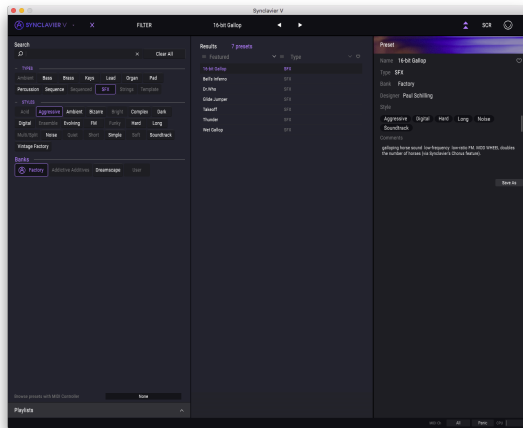 Synclavier V
SYNCLAVIER V
X
FILTER
16-bit Gallop
SCR
Search
Clear All
TYPES
Ambient Bass Brass Keys Lead Organ Pad
Percussion Sequence Sequenced SFX Strings Template
STYLES
Acid Aggressive Ambient Bizarre Bright Complex Dark
Digital Ensemble Evolving FM Funky Hard Long
Multi/Split Noise Quiet Short Simple Soft Soundtrack
Vintage Factory
Banks
Factory Addictive Additives Dreamscape User
Browse presets with MIDI Controller None
Playlists
Results 7 presets
Featured Type
16-bit Gallop SFX
Bell's Inferno SFX
Dr.Who SFX
Glide Jumper SFX
Takeoff SFX
Thunder SFX
Wet Gallop SFX
Preset
Name 16-bit Gallop
Type SFX
Bank Factory
Designer Paul Schilling
Style
Aggressive Digital Hard Long Noise
Soundtrack
Comments
galloping horse sound low-frequency low-ratio FM. MOD WHEEL doubles
the number of horses (via Synclavier's Chorus feature).
Save As
All Panic CPU